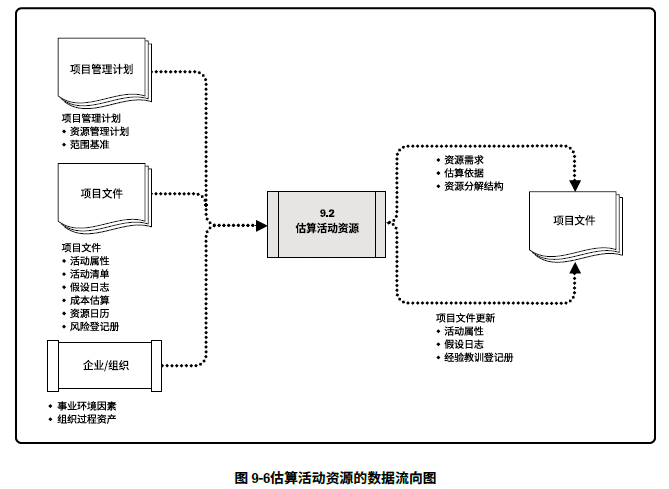 项目管理计划
项目管理计划
• 资源管理计划
• 范围基准
项目文件
项目文件
• 活动属性
• 活动清单
• 假设日志
• 成本估算
• 资源日历
• 风险登记册
企业/组织
• 事业环境因素
• 组织过程资产
9.2
估算活动资源
• 资源需求
• 估算依据
• 资源分解结构
项目文件
项目文件更新
• 活动属性
• 假设日志
• 经验教训登记册
图 9-6估算活动资源的数据流向图